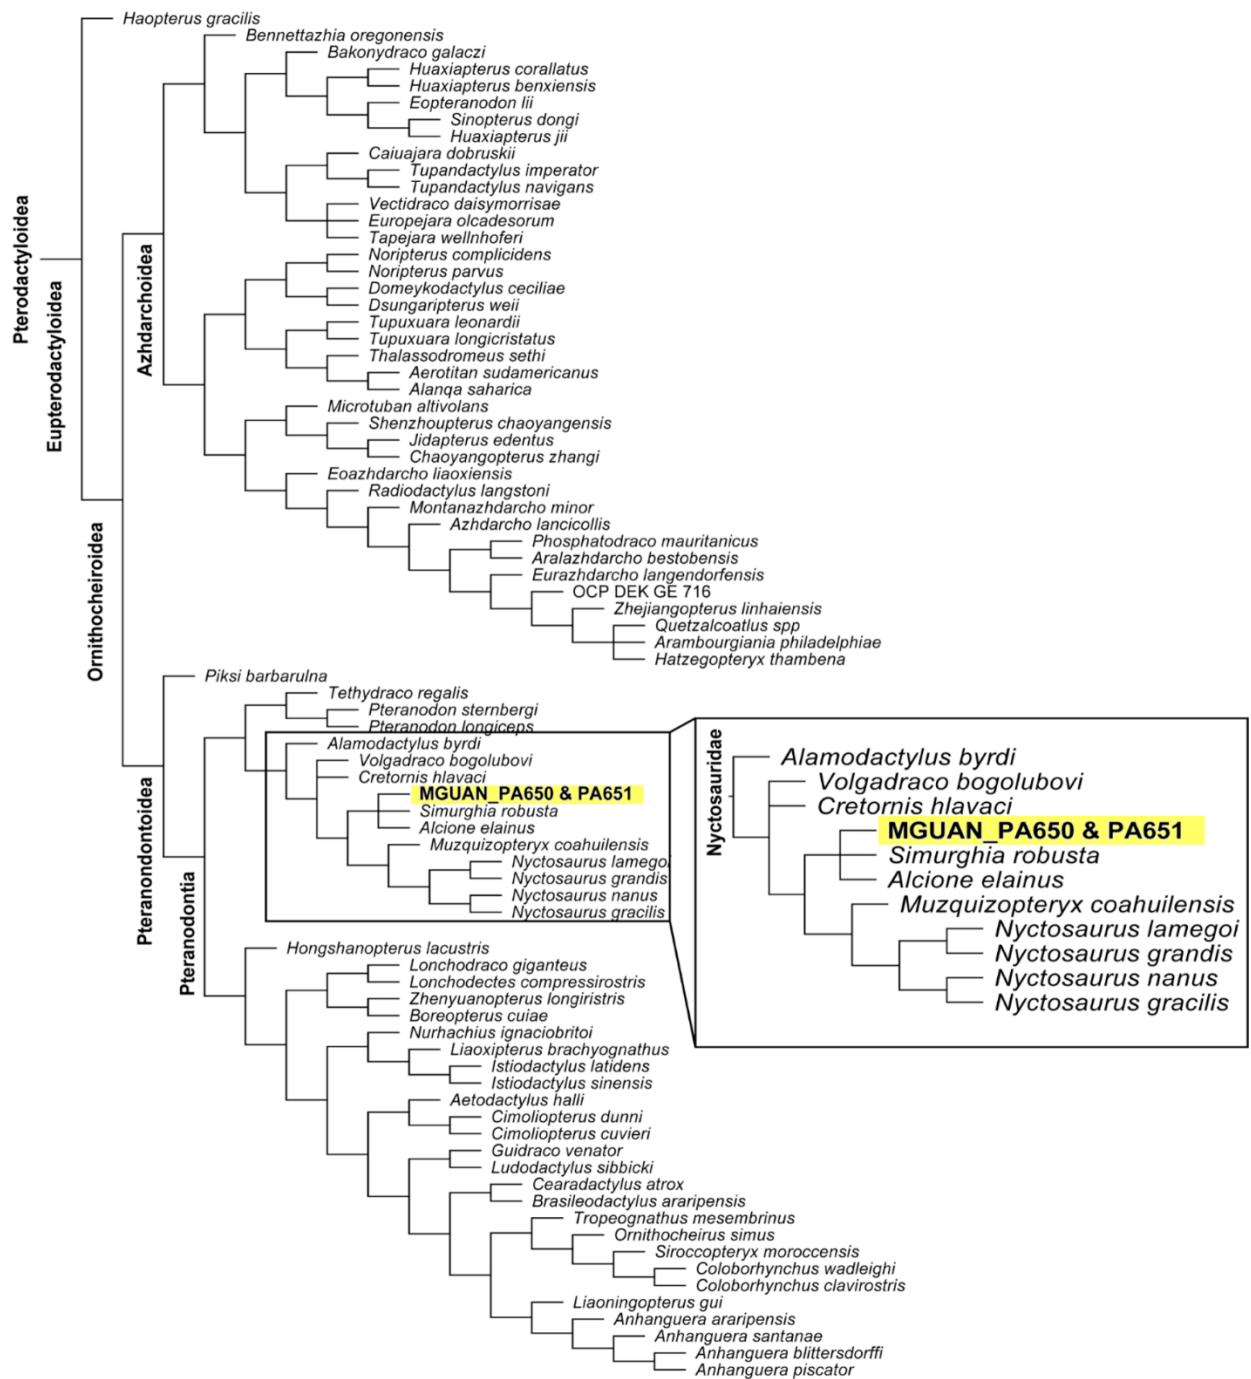 Pterodactyloidea
Eupterodactyloidea
Ornithocheiroidea
Azhdarchoidea
Pteranondontoidea
Pteranodontia
Haopterus gracilis
Bennettazhia oregonensis
Bakonydraco galaczi
Huaxiapterus corallatus
Huaxiapterus benxiensis
Eopteranodon lii
Sinopterus dongi
Huaxiapterus jii
Caiuajara dobruskii
Tupandactylus imperator
Tupandactylus navigans
Vectidraco daisymorrisae
Europejara olcadesorum
Tapejara wellnhoferi
Noripterus complicidens
Noripterus parvus
Domeykodactylus ceciliae
Dsungaripterus weii
Tupuxuara leonardii
Tupuxuara longicristatus
Thalassodromeus sethi
Aerotitan sudamericanus
Alanqa saharica
Microtuban altivolans
Shenzhoupterus chaoyangensis
Jidapterus edentus
Chaoyangopterus zhangi
Eoazhdarcho liaoxiensis
Radiodactylus langstoni
Montanazhdarcho minor
Azhdarcho lancicollis
Phosphatodraco mauritanicus
Aralazhdarcho bestobensis
Eurazhdarcho langendorfensis
OCP DEK GE 716
Zhejiangopterus linhaiensis
Quetzalcoatlus spp
Arambourgiania philadelphiae
Hatzegopteryx thambena
Piksi barbarulna
Tethydraco regalis
Pteranodon sternbergi
Pteranodon longiceps
Alamodactylus byrdi
Volgadraco bogolubovi
Cretornis hlavaci
MGUAN_PA650 & PA651
Simurghia robusta
Alcione elainus
Muzquizopteryx coahuilensis
Nyctosaurus lamegoi
Nyctosaurus grandis
Nyctosaurus nanus
Nyctosaurus gracilis
Hongshanopterus lacustris
Lonchodraco giganteus
Lonchodectes compressirostris
Zhenyuanopterus longiristris
Boreopterus cuiae
Nurhachius ignaciobritoi
Liaoxipterus brachyognathus
Istiodactylus latidens
Istiodactylus sinensis
Aetodactylus halli
Cimoliopterus dunni
Cimoliopterus cuvieri
Guidraco venator
Ludodactylus sibbicki
Cearadactylus atrox
Brasileodactylus araripensis
Tropeognathus mesembrinus
Ornithocheirus simus
Siroccopteryx moroccensis
Coloborhynchus wadleighi
Coloborhynchus clavirostris
Liaoningopterus gui
Anhanguera araripensis
Anhanguera santanae
Anhanguera blittersdorffi
Anhanguera piscator
Nyctosauridae
Alamodactylus byrdi
Volgadraco bogolubovi
Cretornis hlavaci
MGUAN_PA650 & PA651
Simurghia robusta
Alcione elainus
Muzquizopteryx coahuilensis
Nyctosaurus lamegoi
Nyctosaurus grandis
Nyctosaurus nanus
Nyctosaurus gracilis